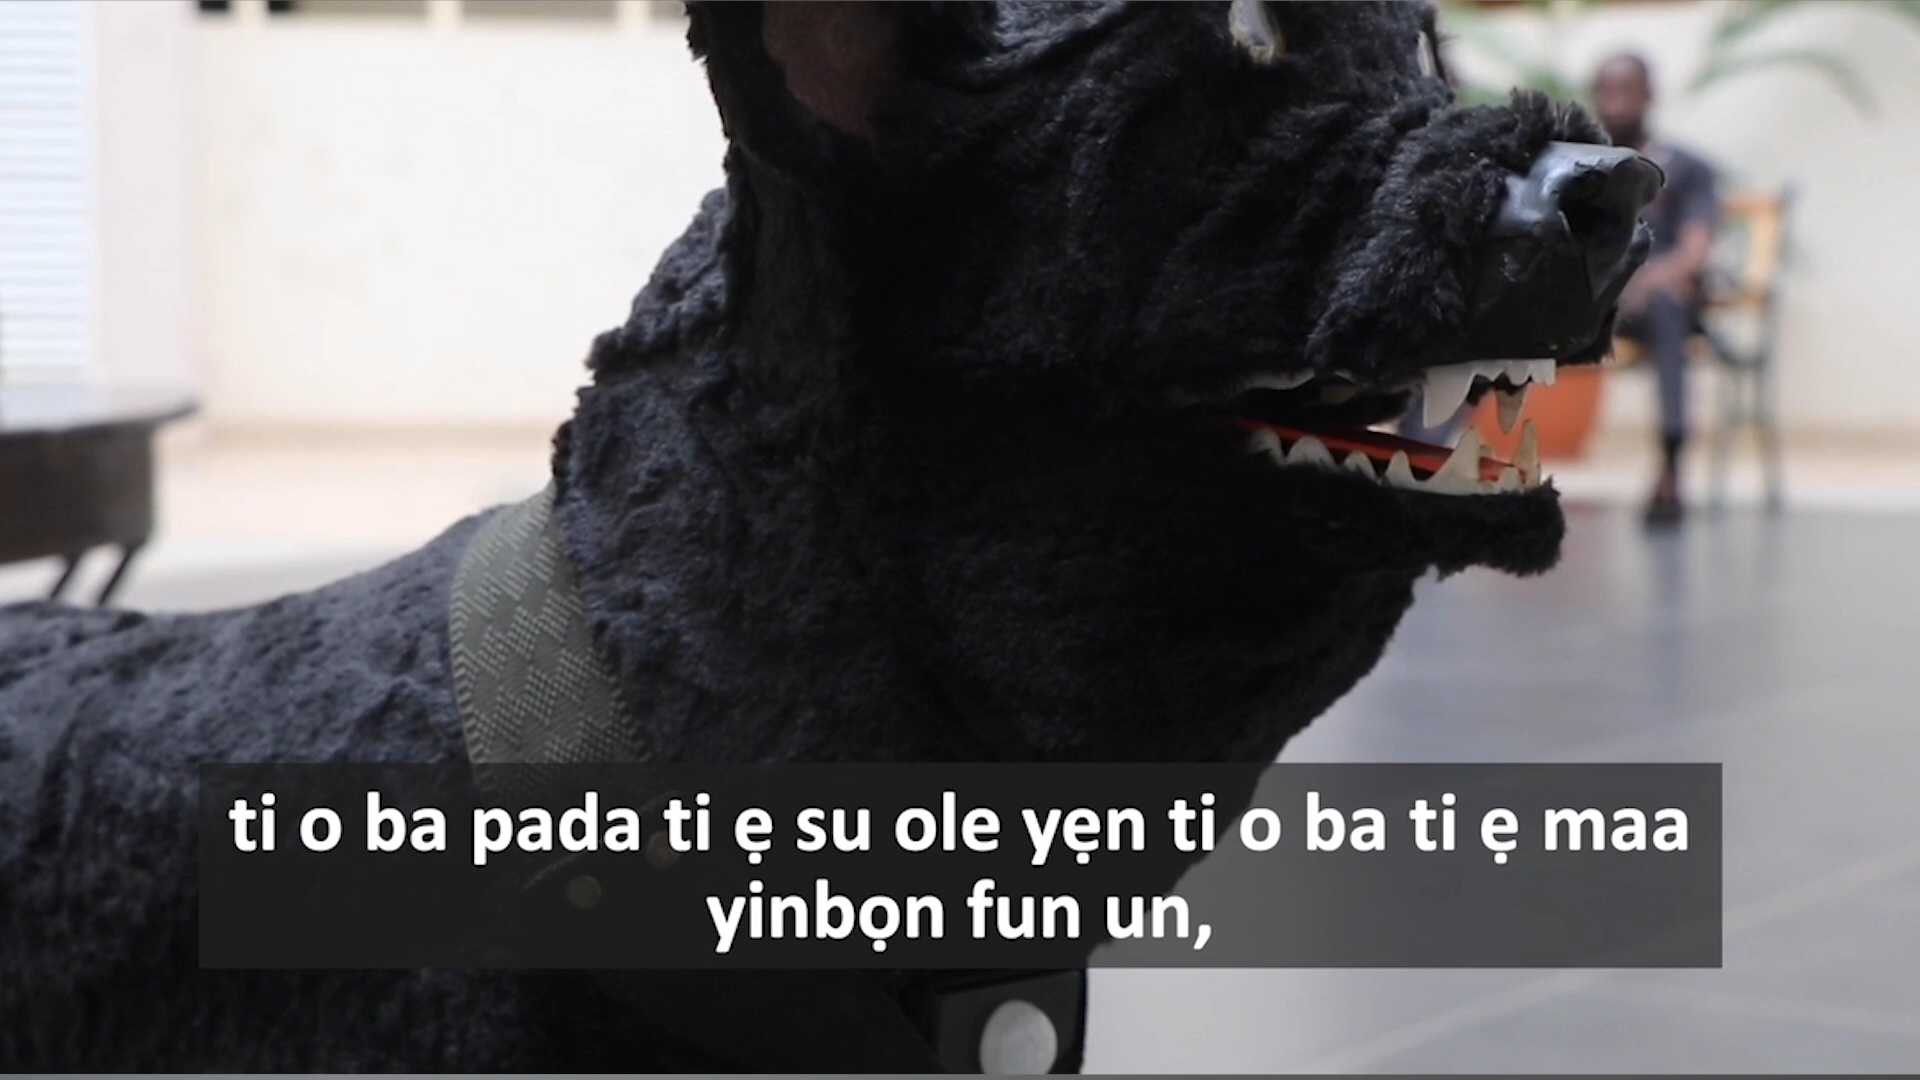 ti o ba pada ti ẹ su ole yẹn ti o ba ti ẹ maa
yinbọn fun un,